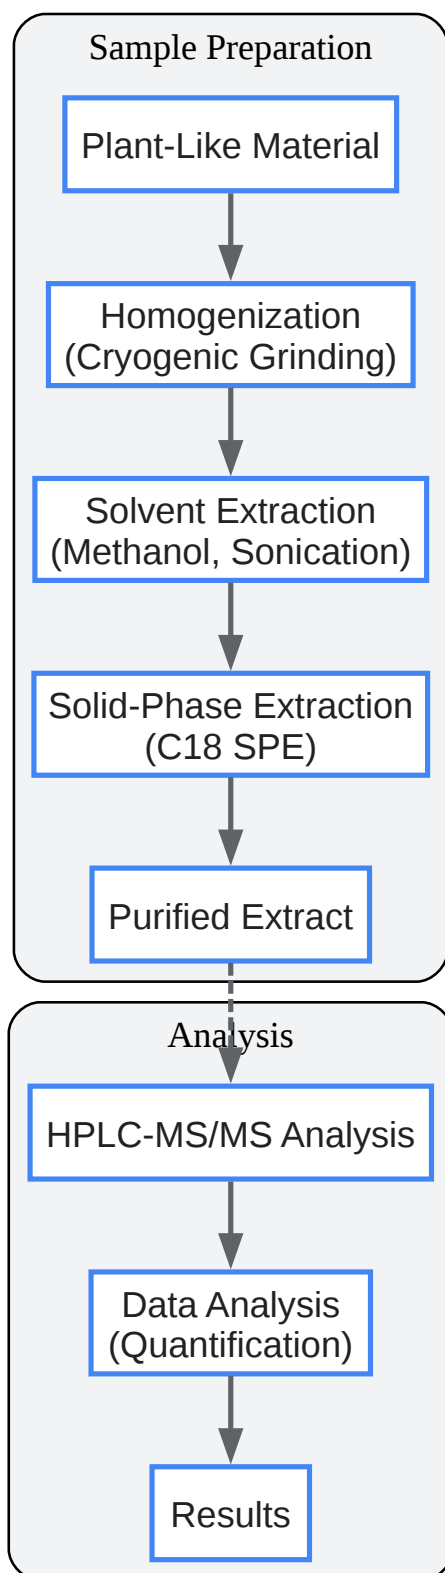 Sample Preparation
Plant-Like Material
Homogenization
(Cryogenic Grinding)
Solvent Extraction
(Methanol, Sonication)
Solid-Phase Extraction
(C18 SPE)
Purified Extract
Analysis
HPLC-MS/MS Analysis
Data Analysis
(Quantification)
Results